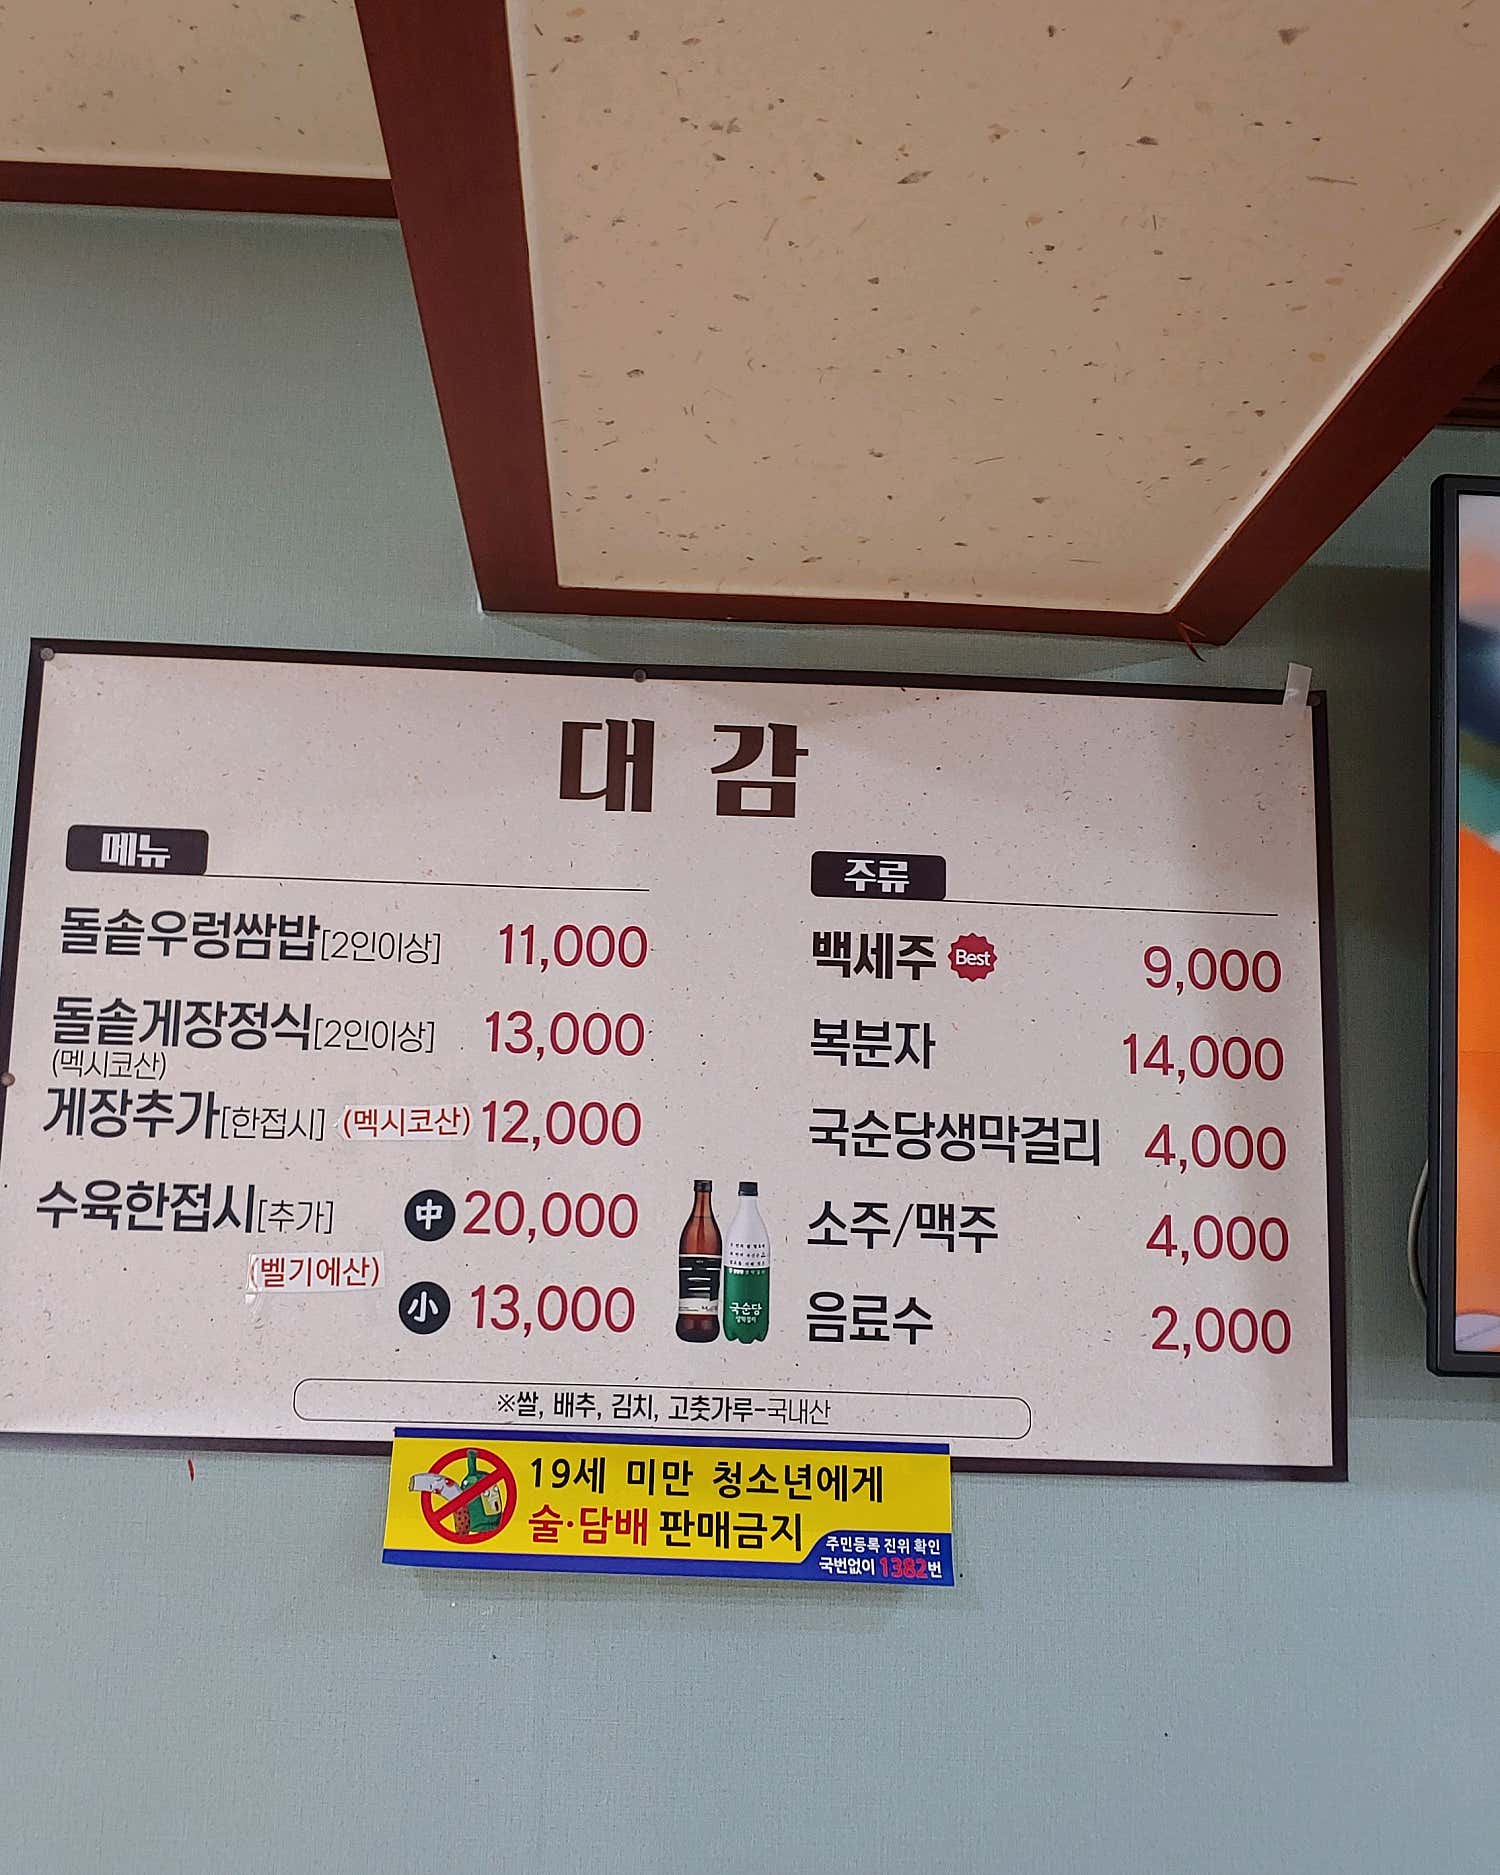 대감
메뉴
돌솥우렁쌈밥[2인이상] 11,000
돌솥게장정식[2인이상] 13,000
(멕시코산)
게장추가[한접시] (멕시코산) 12,000
수육한접시[추가] 中 20,000
(벨기에산)
小 13,000
주류
백세주 Best 9,000
복분자 14,000
국순당생막걸리 4,000
소주/맥주 4,000
음료수 2,000
국순당
생막걸리
※쌀, 배추, 김치, 고춧가루-국내산
19세 미만 청소년에게
술·담배 판매금지
주민등록 진위 확인
국번없이 1382번